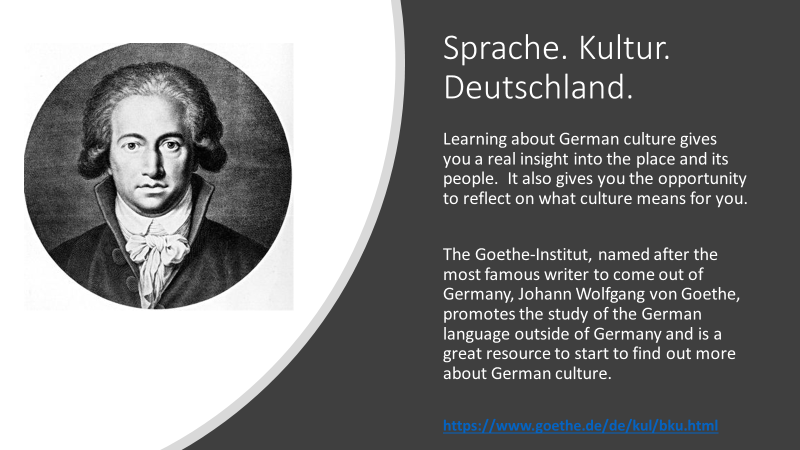 Sprache. Kultur.
Deutschland.
Learning about German culture gives
you a real insight into the place and its
people.  It also gives you the opportunity
to reflect on what culture means for you.
The Goethe-Institut, named after the
most famous writer to come out of
Germany, Johann Wolfgang von Goethe,
promotes the study of the German
language outside of Germany and is a
great resource to start to find out more
about German culture.
https://www.goethe.de/de/kul/bku.html